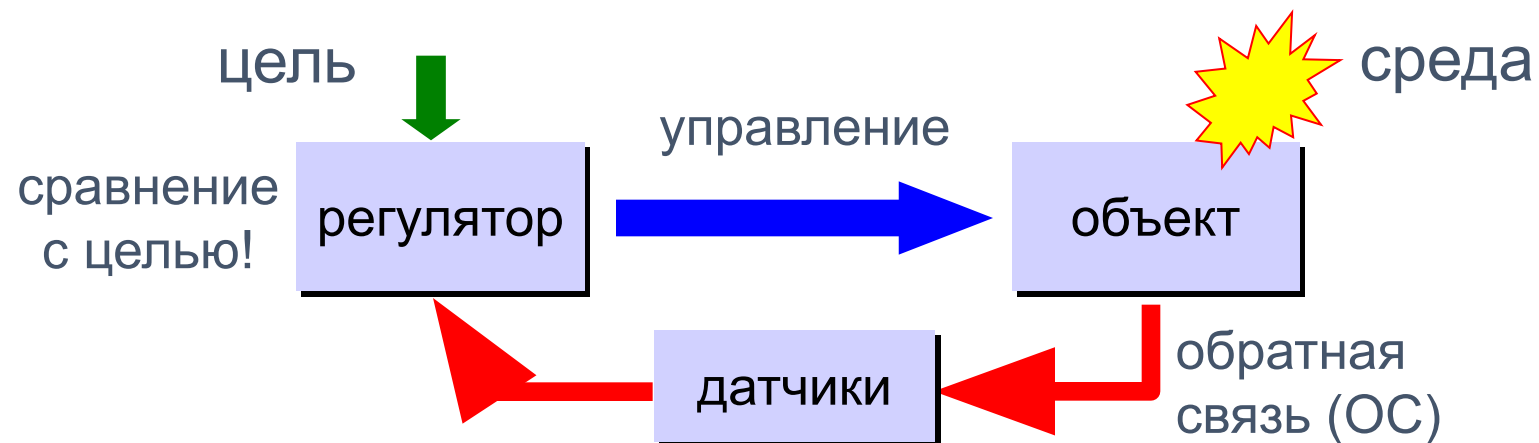 цель
среда
управление
сравнение
с целью!
регулятор
объект
датчики
обратная
связь (ОС)